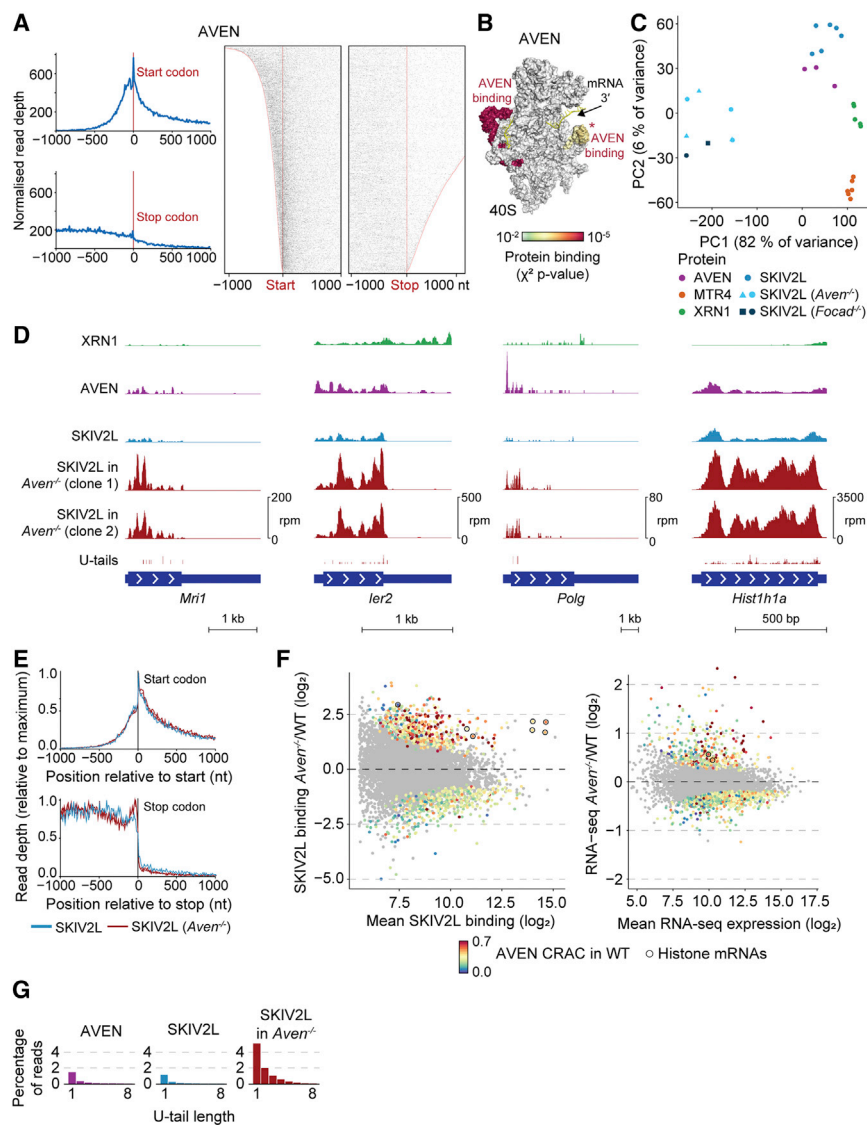 A
AVEN
Normalised read depth
600
400
200
Start codon
−1000 −500 0 500 1000
600
400
200
Stop codon
−1000 −500 0 500 1000
−1000 Start −1000 Stop 1000 nt
B
AVEN
AVEN
binding
mRNA
3'
*
AVEN
binding
40S
10-2 10-5
Protein binding
(χ² p-value)
C
PC2 (6 % of variance)
60
30
0
−30
−60
−200 −100 0 100
PC1 (82 % of variance)
Protein
AVEN SKIV2L
MTR4 SKIV2L (Aven-/-)
XRN1 SKIV2L (Focad-/-)
D
XRN1
AVEN
SKIV2L
SKIV2L in
Aven-/- (clone 1)
SKIV2L in
Aven-/- (clone 2)
U-tails
200
rpm
0
500
rpm
0
80
rpm
0
3500
rpm
0
Mri1 Ier2 Polg Hist1h1a
1 kb 1 kb 1 kb 500 bp
E
Read depth (relative to maximum)
1.0
0.5
0
Start codon
−1000 −500 0 500 1000
Position relative to start (nt)
1.0
0.5
0
Stop codon
−1000 −500 0 500 1000
Position relative to stop (nt)
SKIV2L SKIV2L (Aven-/-)
F
SKIV2L binding Aven-/-/WT (log₂)
2.5
0.0
−2.5
−5.0
7.5 10.0 12.5 15.0
Mean SKIV2L binding (log₂)
RNA−seq Aven-/-/WT (log₂)
2
1
0
−1
−2
5.0 7.5 10.0 12.5 15.0 17.5
Mean RNA-seq expression (log₂)
0.7
0.0
AVEN CRAC in WT Histone mRNAs
G
Percentage
of reads
AVEN
4
2
0
1 8
SKIV2L
4
2
0
1 8
SKIV2L
in Aven-/-
4
2
0
1 8
U-tail length